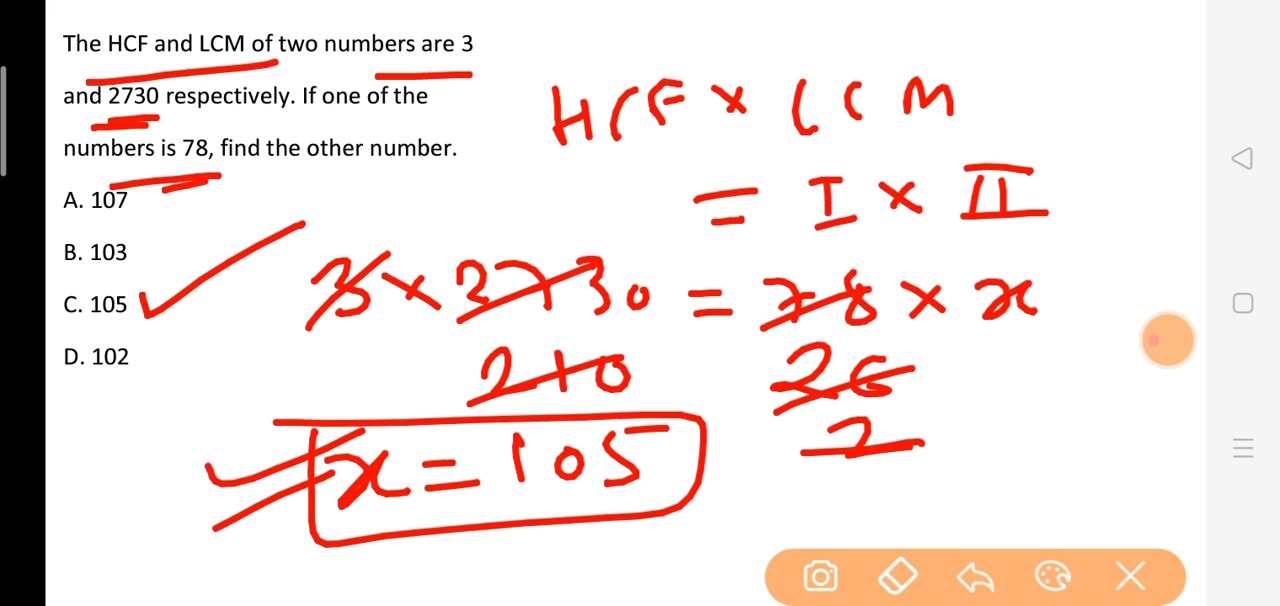 The HCF and LCM of two numbers are 3
and 2730 respectively. If one of the
numbers is 78, find the other number.
A. 107
B. 103
C. 105
D. 102
HCF × LCM
= I × II
3 × 2730 = 78 × x
210 26
2
x = 105